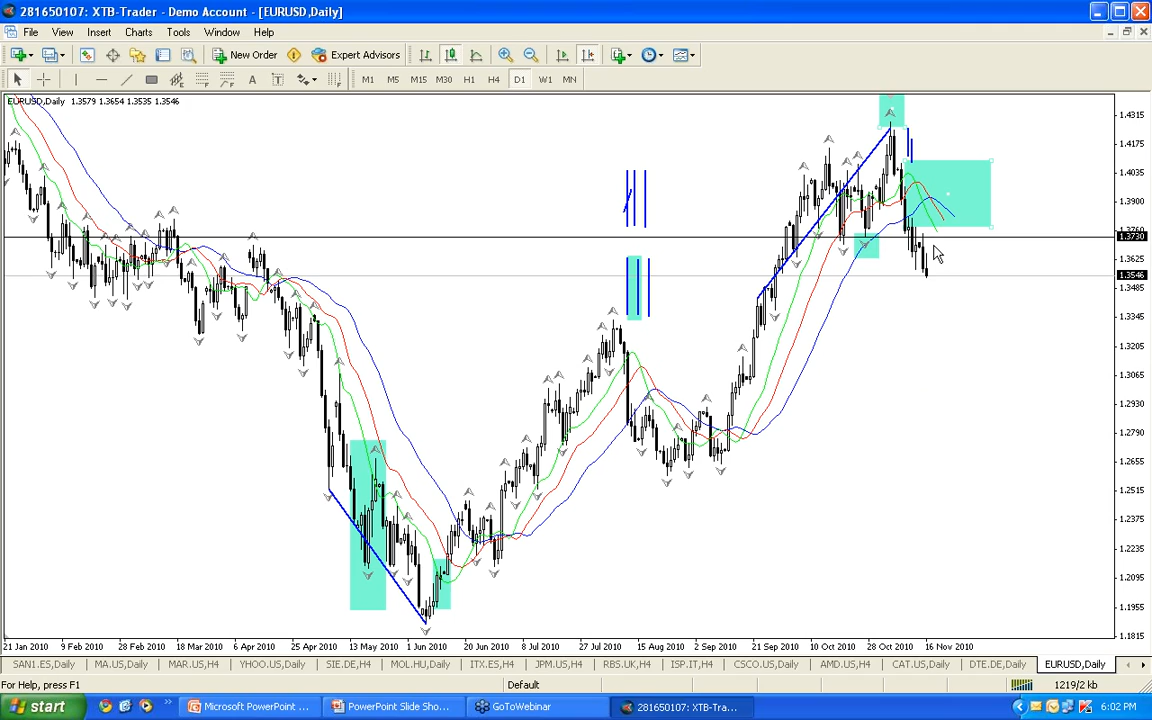 281650107: XTB-Trader - Demo Account - [EURUSD,Daily]
File View Insert Charts Tools Window Help
New Order Expert Advisors
A T M1 M5 M15 M30 H1 H4 D1 W1 MN
EURUSD,Daily 1.3579 1.3654 1.3535 1.3546
1.4315
1.4175
1.4035
1.3900
1.3760
1.3730
1.3625
1.3546
1.3485
1.3345
1.3205
1.3065
1.2930
1.2790
1.2655
1.2515
1.2375
1.2235
1.2095
1.1955
1.1815
21 Jan 2010 9 Feb 2010 28 Feb 2010 18 Mar 2010 6 Apr 2010 25 Apr 2010 13 May 2010 1 Jun 2010 20 Jun 2010 8 Jul 2010 27 Jul 2010 15 Aug 2010 2 Sep 2010 21 Sep 2010 10 Oct 2010 28 Oct 2010 16 Nov 2010
SAN1.ES,Daily MA.US,Daily MAR.US,H4 YHOO.US,Daily SIE.DE,H4 MOL.HU,Daily ITX.ES,H4 JPM.US,H4 RBS.UK,H4 ISP.IT,H4 CSCO.US,Daily AMD.US,H4 CAT.US,Daily DTE.DE,Daily EURUSD,Daily
For Help, press F1 Default 1219/2 kb
start Microsoft PowerPoint ... PowerPoint Slide Sho... GoToWebinar 281650107: XTB-Tra... 6:02 PM